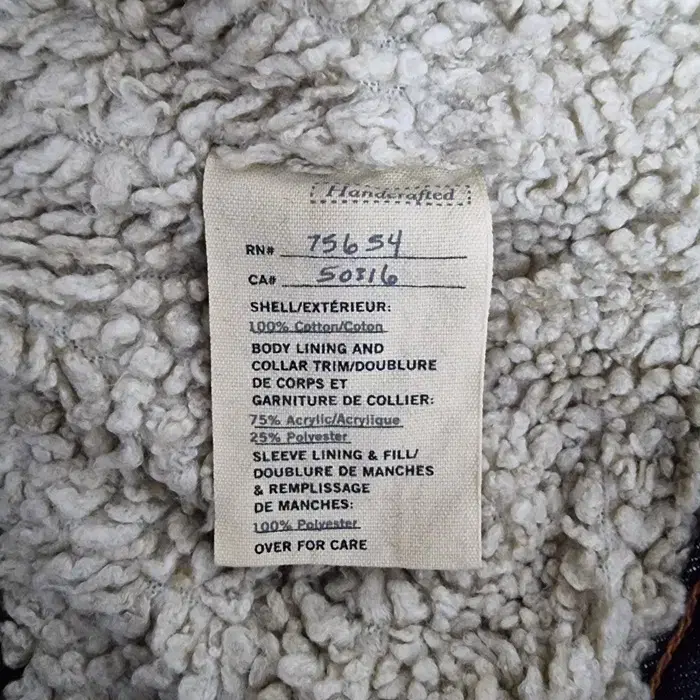 Handcrafted
RN# 75654
CA# 50316
SHELL/EXTÉRIEUR:
100% Cotton/Coton
BODY LINING AND
COLLAR TRIM/DOUBLURE
DE CORPS ET
GARNITURE DE COLLIER:
75% Acrylic/Acrylique
25% Polyester
SLEEVE LINING & FILL/
DOUBLURE DE MANCHES
& REMPLISSAGE
DE MANCHES:
100% Polyester
OVER FOR CARE